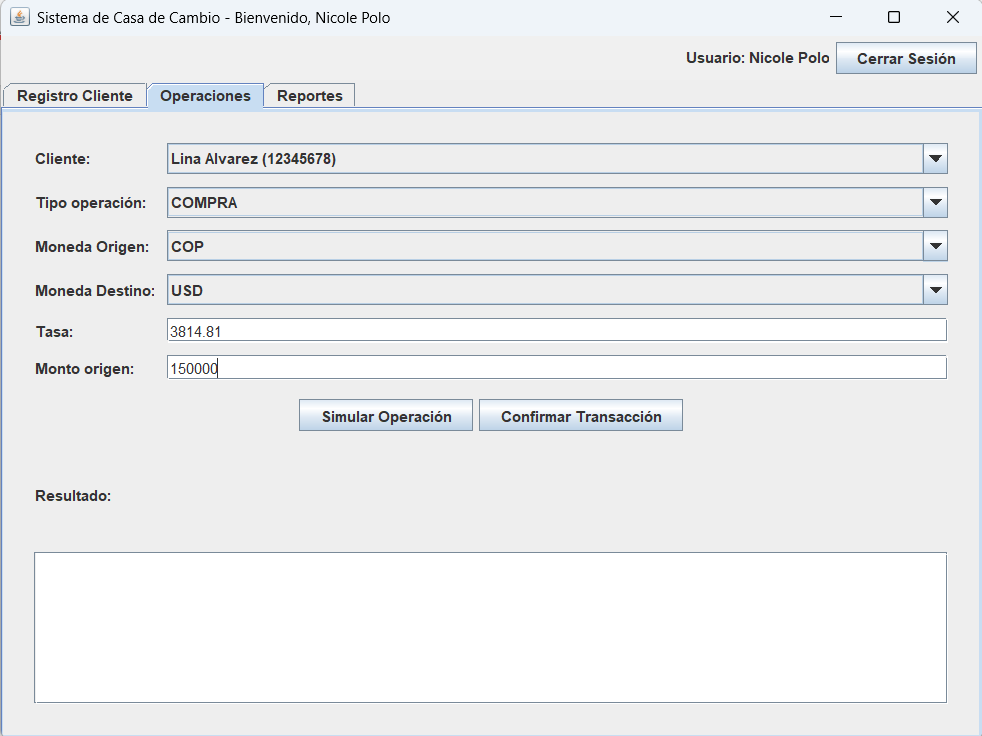 Sistema de Casa de Cambio - Bienvenido, Nicole Polo
Usuario: Nicole Polo Cerrar Sesión
Registro Cliente Operaciones Reportes
Cliente: Lina Alvarez (12345678)
Tipo operación: COMPRA
Moneda Origen: COP
Moneda Destino: USD
Tasa: 3814.81
Monto origen: 150000
Simular Operación Confirmar Transacción
Resultado: